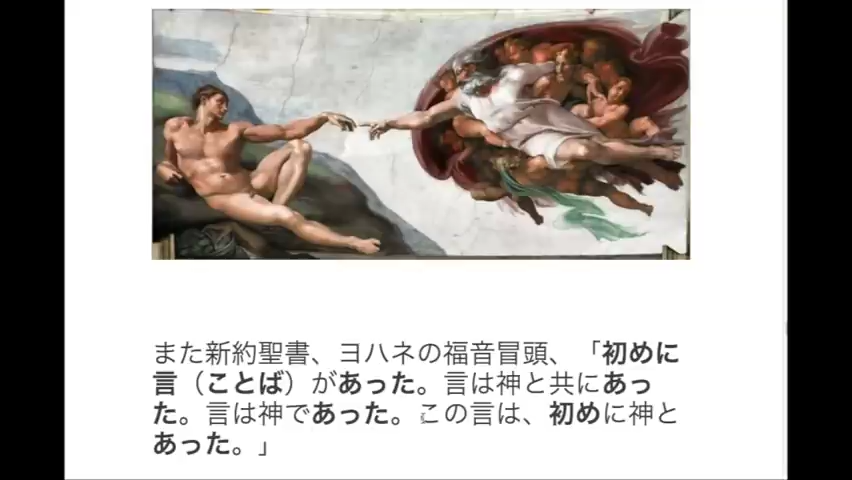 また新約聖書、ヨハネの福音冒頭、「初めに
言（ことば）があった。言は神と共にあっ
た。言は神であった。この言は、初めに神と
あった。」